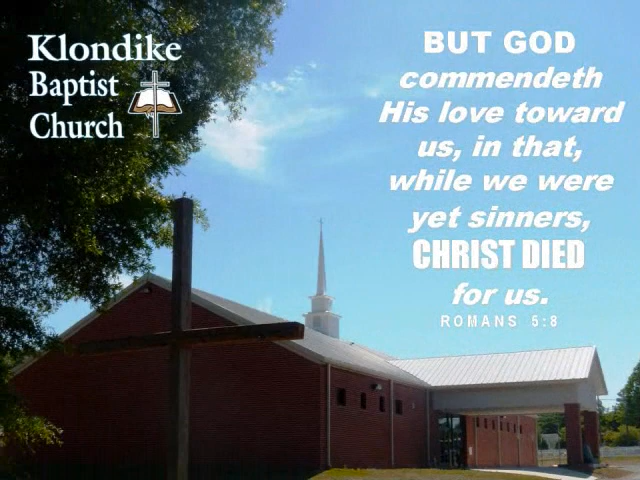 Klondike
Baptist
Church
BUT GOD
commendeth
His love toward
us, in that,
while we were
yet sinners,
CHRIST DIED
for us.
ROMANS 5:8